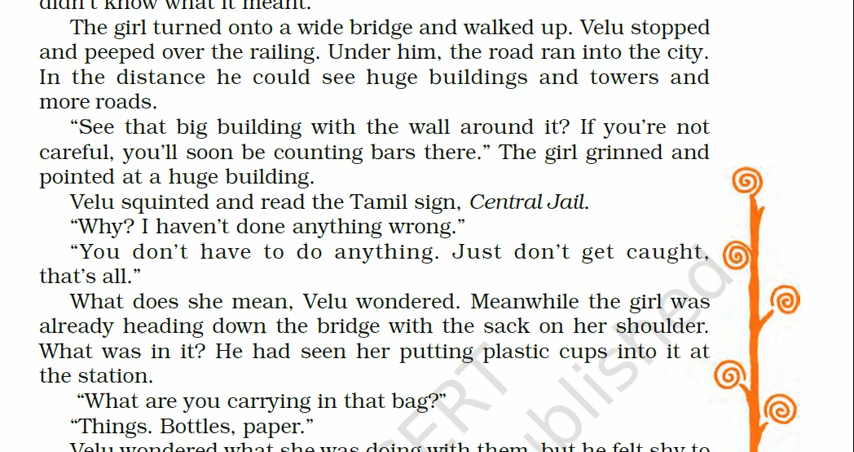 didn't know what it meant.
The girl turned onto a wide bridge and walked up. Velu stopped
and peeped over the railing. Under him, the road ran into the city.
In the distance he could see huge buildings and towers and
more roads.
“See that big building with the wall around it? If you’re not
careful, you’ll soon be counting bars there.” The girl grinned and
pointed at a huge building.
Velu squinted and read the Tamil sign, Central Jail.
“Why? I haven’t done anything wrong.”
“You don’t have to do anything. Just don’t get caught,
that’s all.”
What does she mean, Velu wondered. Meanwhile the girl was
already heading down the bridge with the sack on her shoulder.
What was in it? He had seen her putting plastic cups into it at
the station.
“What are you carrying in that bag?”
“Things. Bottles, paper.”
Velu wondered what she was doing with them, but he felt shy to